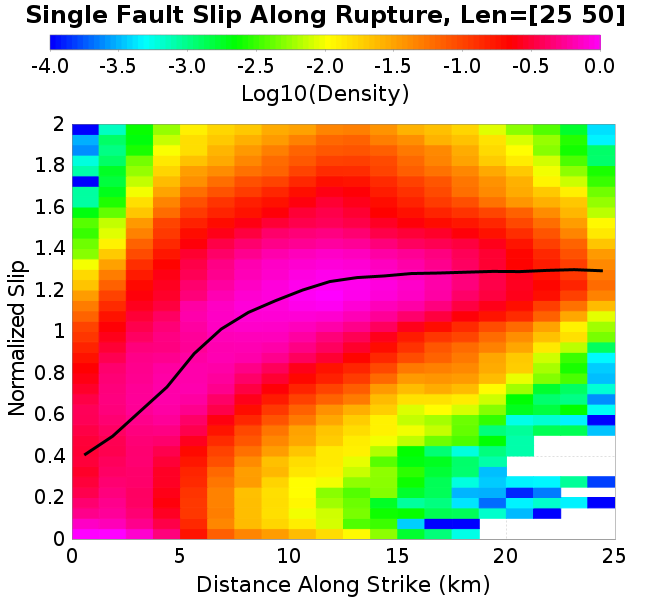 Single Fault Slip Along Rupture, Len=[25 50]
-4.0 -3.5 -3.0 -2.5 -2.0 -1.5 -1.0 -0.5 0.0
Log10(Density)
2
1.8
1.6
1.4
1.2
1
0.8
0.6
0.4
0.2
0
Normalized Slip
0 5 10 15 20 25
Distance Along Strike (km)